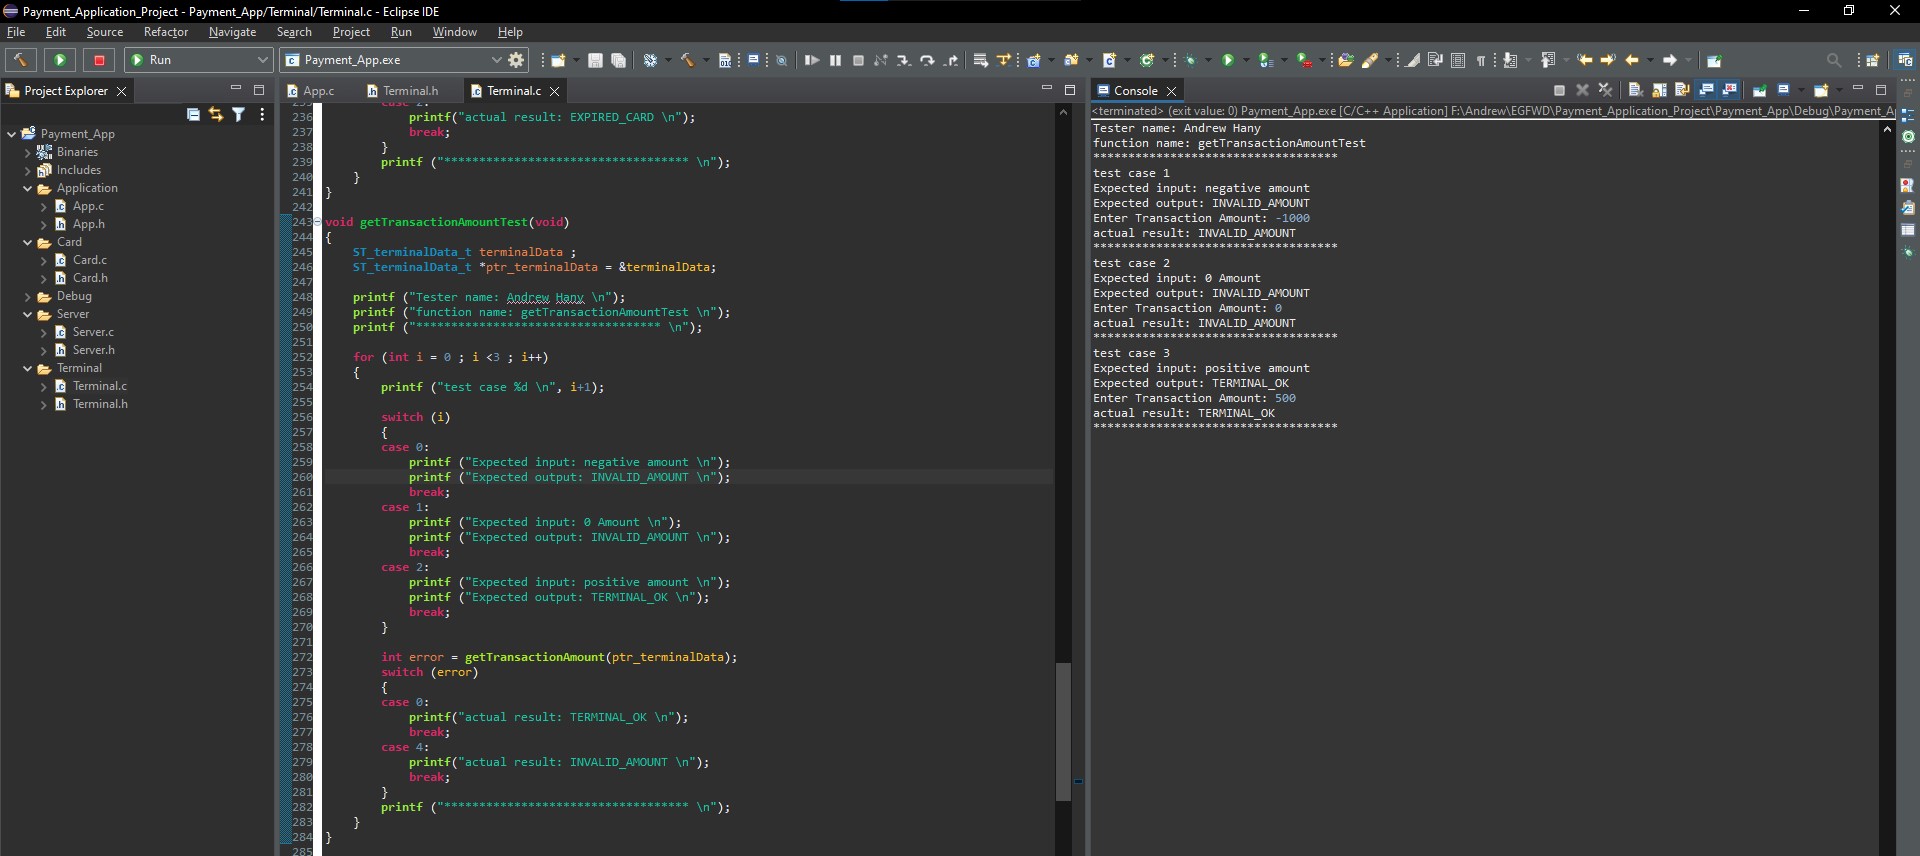 Payment_Application_Project - Payment_App/Terminal/Terminal.c - Eclipse IDE
File Edit Source Refactor Navigate Search Project Run Window Help
Run
Payment_App.exe
Project Explorer
Payment_App
Binaries
Includes
Application
App.c
App.h
Card
Card.c
Card.h
Debug
Server
Server.c
Server.h
Terminal
Terminal.c
Terminal.h
App.c Terminal.h Terminal.c
235 case 2:
236 printf("actual result: EXPIRED_CARD \n");
237 break;
238 }
239 printf ("*********************************** \n");
240 }
241 }
242
243 void getTransactionAmountTest(void)
244 {
245 ST_terminalData_t terminalData ;
246 ST_terminalData_t *ptr_terminalData = &terminalData;
247
248 printf ("Tester name: Andrew Hany \n");
249 printf ("function name: getTransactionAmountTest \n");
250 printf ("*********************************** \n");
251
252 for (int i = 0 ; i <3 ; i++)
253 {
254 printf ("test case %d \n", i+1);
255
256 switch (i)
257 {
258 case 0:
259 printf ("Expected input: negative amount \n");
260 printf ("Expected output: INVALID_AMOUNT \n");
261 break;
262 case 1:
263 printf ("Expected input: 0 Amount \n");
264 printf ("Expected output: INVALID_AMOUNT \n");
265 break;
266 case 2:
267 printf ("Expected input: positive amount \n");
268 printf ("Expected output: TERMINAL_OK \n");
269 break;
270 }
271
272 int error = getTransactionAmount(ptr_terminalData);
273 switch (error)
274 {
275 case 0:
276 printf("actual result: TERMINAL_OK \n");
277 break;
278 case 4:
279 printf("actual result: INVALID_AMOUNT \n");
280 break;
281 }
282 printf ("*********************************** \n");
283 }
284 }
285
Console
<terminated> (exit value: 0) Payment_App.exe [C/C++ Application] F:\Andrew\EGFWD\Payment_Application_Project\Payment_App\Debug\Payment_A
Tester name: Andrew Hany
function name: getTransactionAmountTest
***********************************
test case 1
Expected input: negative amount
Expected output: INVALID_AMOUNT
Enter Transaction Amount: -1000
actual result: INVALID_AMOUNT
***********************************
test case 2
Expected input: 0 Amount
Expected output: INVALID_AMOUNT
Enter Transaction Amount: 0
actual result: INVALID_AMOUNT
***********************************
test case 3
Expected input: positive amount
Expected output: TERMINAL_OK
Enter Transaction Amount: 500
actual result: TERMINAL_OK
***********************************